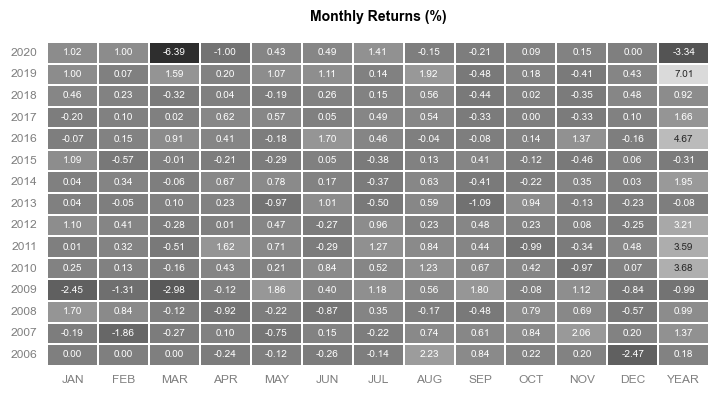 Monthly Returns (%)
2020 1.02 1.00 -6.39 -1.00 0.43 0.49 1.41 -0.15 -0.21 0.09 0.15 0.00 -3.34
2019 1.00 0.07 1.59 0.20 1.07 1.11 0.14 1.92 -0.48 0.18 -0.41 0.43 7.01
2018 0.46 0.23 -0.32 0.04 -0.19 0.26 0.15 0.56 -0.44 0.02 -0.35 0.48 0.92
2017 -0.20 0.10 0.02 0.62 0.57 0.05 0.49 0.54 -0.33 0.00 -0.33 0.10 1.66
2016 -0.07 0.15 0.91 0.41 -0.18 1.70 0.46 -0.04 -0.08 0.14 1.37 -0.16 4.67
2015 1.09 -0.57 -0.01 -0.21 -0.29 0.05 -0.38 0.13 0.41 -0.12 -0.46 0.06 -0.31
2014 0.04 0.34 -0.06 0.67 0.78 0.17 -0.37 0.63 -0.41 -0.22 0.35 0.03 1.95
2013 0.04 -0.05 0.10 0.23 -0.97 1.01 -0.50 0.59 -1.09 0.94 -0.13 -0.23 -0.08
2012 1.10 0.41 -0.28 0.01 0.47 -0.27 0.96 0.23 0.48 0.23 0.08 -0.25 3.21
2011 0.01 0.32 -0.51 1.62 0.71 -0.29 1.27 0.84 0.44 -0.99 -0.34 0.48 3.59
2010 0.25 0.13 -0.16 0.43 0.21 0.84 0.52 1.23 0.67 0.42 -0.97 0.07 3.68
2009 -2.45 -1.31 -2.98 -0.12 1.86 0.40 1.18 0.56 1.80 -0.08 1.12 -0.84 -0.99
2008 1.70 0.84 -0.12 -0.92 -0.22 -0.87 0.35 -0.17 -0.48 0.79 0.69 -0.57 0.99
2007 -0.19 -1.86 -0.27 0.10 -0.75 0.15 -0.22 0.74 0.61 0.84 2.06 0.20 1.37
2006 0.00 0.00 0.00 -0.24 -0.12 -0.26 -0.14 2.23 0.84 0.22 0.20 -2.47 0.18
JAN FEB MAR APR MAY JUN JUL AUG SEP OCT NOV DEC YEAR